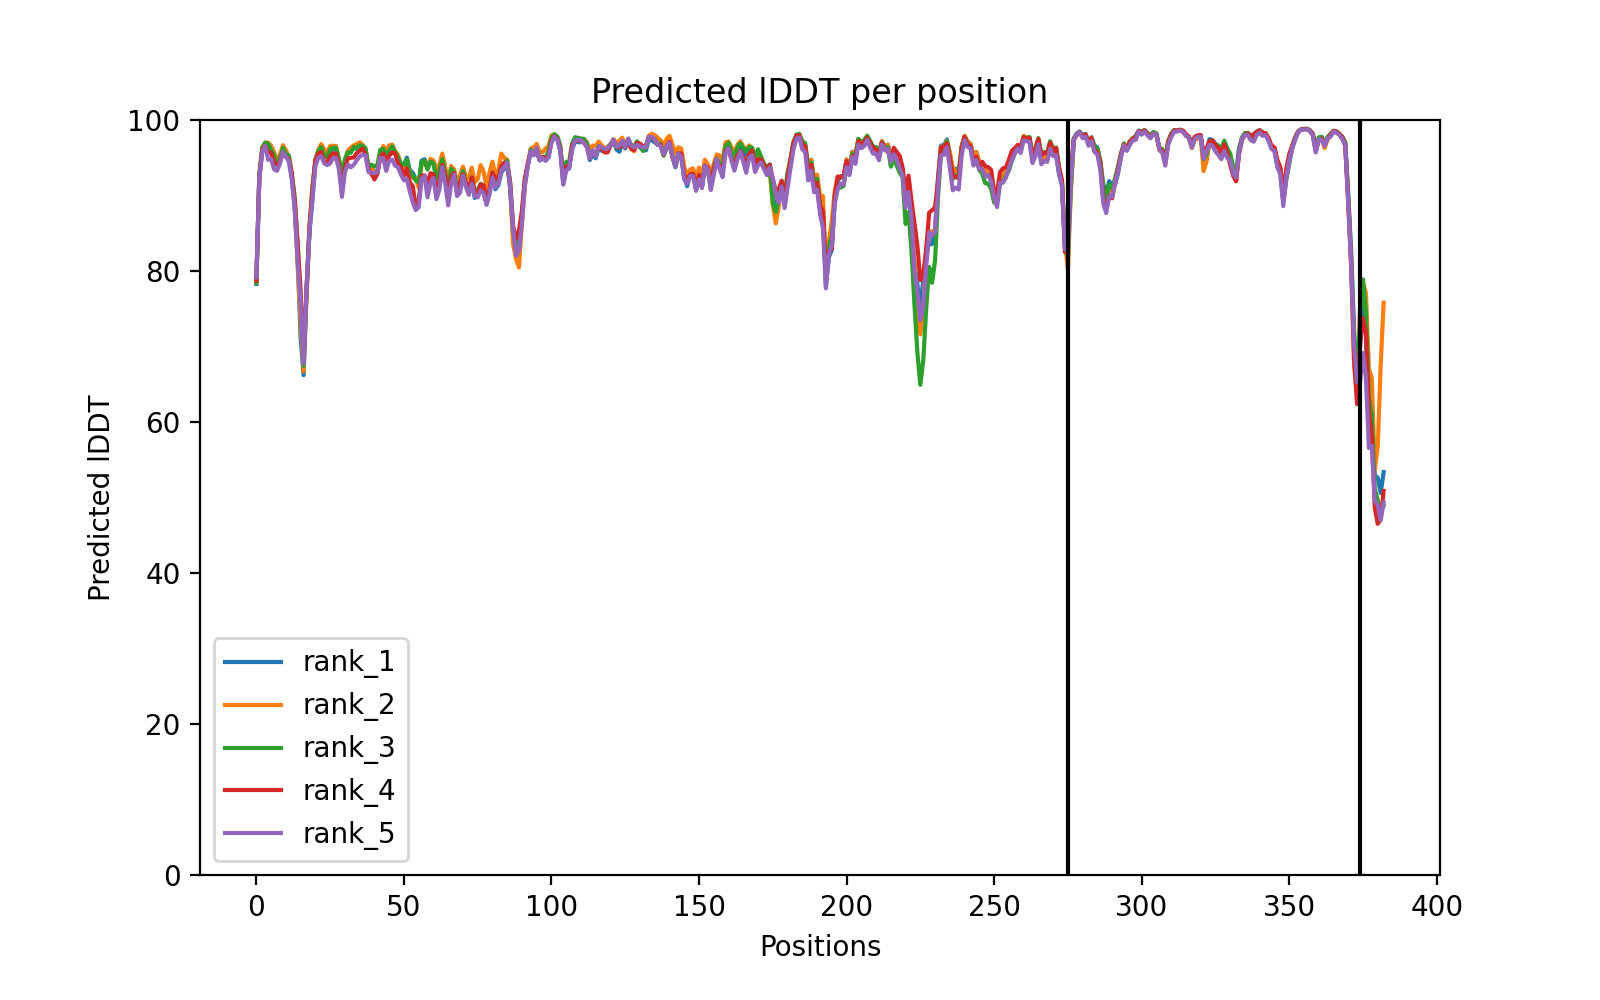 Predicted lDDT per position
100
80
60
40
20
0
Predicted lDDT
rank_1
rank_2
rank_3
rank_4
rank_5
0 50 100 150 200 250 300 350 400
Positions